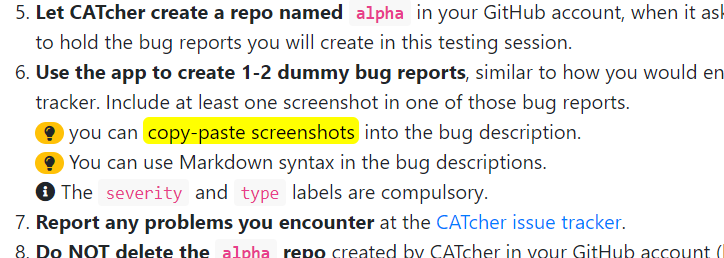 5. Let CATcher create a repo named alpha in your GitHub account, when it as
to hold the bug reports you will create in this testing session.
6. Use the app to create 1-2 dummy bug reports, similar to how you would en
tracker. Include at least one screenshot in one of those bug reports.
you can copy-paste screenshots into the bug description.
You can use Markdown syntax in the bug descriptions.
The severity and type labels are compulsory.
7. Report any problems you encounter at the CATcher issue tracker.
8. Do NOT delete the alpha repo created by CATcher in your GitHub account (